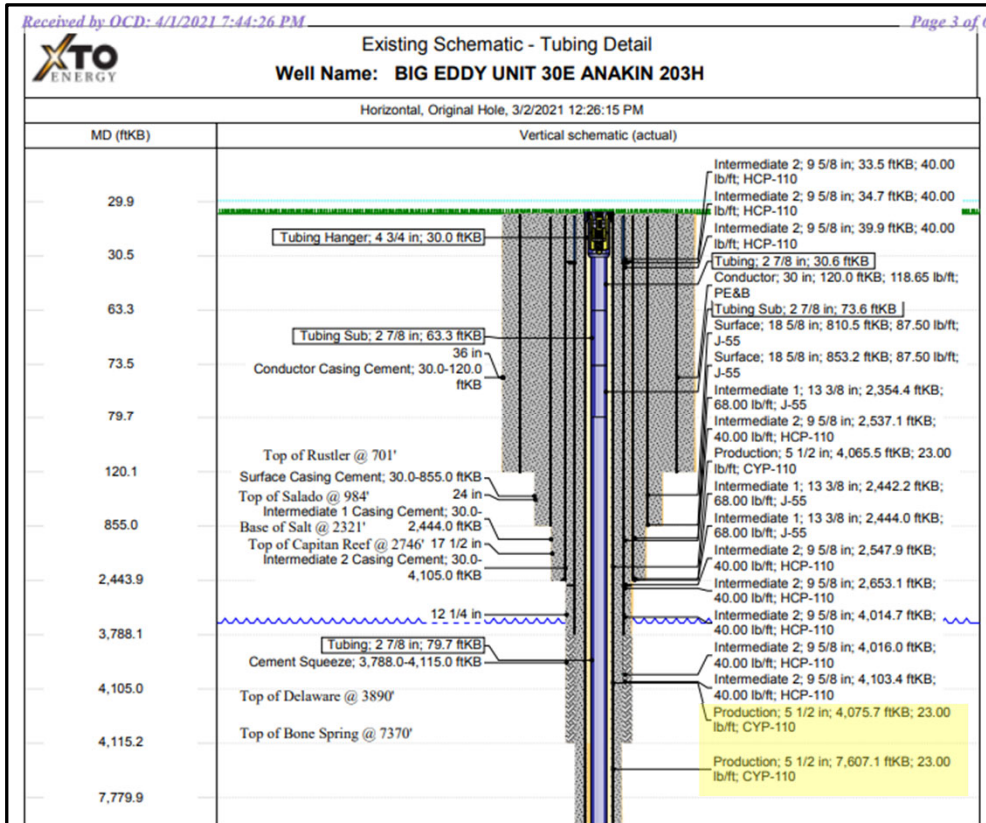 Received by OCD: 4/1/2021 7:44:26 PM
Page 3 of 6
XTO
ENERGY
Existing Schematic - Tubing Detail
Well Name: BIG EDDY UNIT 30E ANAKIN 203H
Horizontal, Original Hole, 3/2/2021 12:26:15 PM
MD (ftKB)
Vertical schematic (actual)
29.9
30.5
63.3
73.5
79.7
120.1
855.0
2,443.9
3,788.1
4,105.0
4,115.2
7,779.9
Tubing Hanger; 4 3/4 in; 30.0 ftKB
Tubing Sub; 2 7/8 in; 63.3 ftKB
36 in
Conductor Casing Cement; 30.0-120.0
ftKB
Top of Rustler @ 701'
Surface Casing Cement; 30.0-855.0 ftKB
Top of Salado @ 984'
24 in
Intermediate 1 Casing Cement; 30.0-
Base of Salt @ 2321'
2,444.0 ftKB
Top of Capitan Reef @ 2746'
17 1/2 in
Intermediate 2 Casing Cement; 30.0-
4,105.0 ftKB
12 1/4 in
Tubing; 2 7/8 in; 79.7 ftKB
Cement Squeeze; 3,788.0-4,115.0 ftKB
Top of Delaware @ 3890'
Top of Bone Spring @ 7370'
Intermediate 2; 9 5/8 in; 33.5 ftKB; 40.00
lb/ft; HCP-110
Intermediate 2; 9 5/8 in; 34.7 ftKB; 40.00
lb/ft; HCP-110
Intermediate 2; 9 5/8 in; 39.9 ftKB; 40.00
lb/ft; HCP-110
Tubing; 2 7/8 in; 30.6 ftKB
Conductor; 30 in; 120.0 ftKB; 118.65 lb/ft;
PE&B
Tubing Sub; 2 7/8 in; 73.6 ftKB
Surface; 18 5/8 in; 810.5 ftKB; 87.50 lb/ft;
J-55
Surface; 18 5/8 in; 853.2 ftKB; 87.50 lb/ft;
J-55
Intermediate 1; 13 3/8 in; 2,354.4 ftKB;
68.00 lb/ft; J-55
Intermediate 2; 9 5/8 in; 2,537.1 ftKB;
40.00 lb/ft; HCP-110
Production; 5 1/2 in; 4,065.5 ftKB; 23.00
lb/ft; CYP-110
Intermediate 1; 13 3/8 in; 2,442.2 ftKB;
68.00 lb/ft; J-55
Intermediate 1; 13 3/8 in; 2,444.0 ftKB;
68.00 lb/ft; J-55
Intermediate 2; 9 5/8 in; 2,547.9 ftKB;
40.00 lb/ft; HCP-110
Intermediate 2; 9 5/8 in; 2,653.1 ftKB;
40.00 lb/ft; HCP-110
Intermediate 2; 9 5/8 in; 4,014.7 ftKB;
40.00 lb/ft; HCP-110
Intermediate 2; 9 5/8 in; 4,016.0 ftKB;
40.00 lb/ft; HCP-110
Intermediate 2; 9 5/8 in; 4,103.4 ftKB;
40.00 lb/ft; HCP-110
Production; 5 1/2 in; 4,075.7 ftKB; 23.00
lb/ft; CYP-110
Production; 5 1/2 in; 7,607.1 ftKB; 23.00
lb/ft; CYP-110